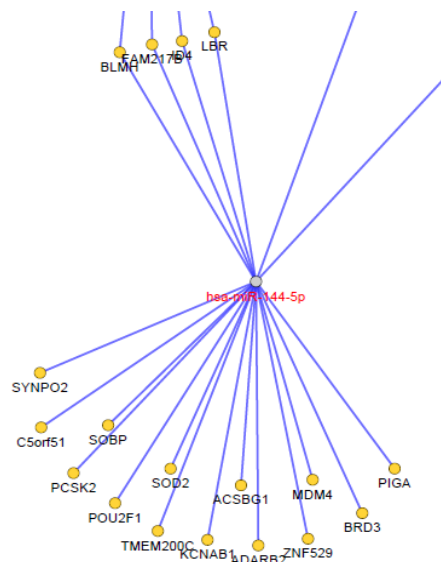 LBR
ID4
FAM217B
BLMH
hsa-miR-144-5p
SYNPO2
C5orf51
SOBP
PCSK2
SOD2
POU2F1
ACSBG1
MDM4
PIGA
TMEM200C
KCNAB1
ADARB2
ZNF529
BRD3